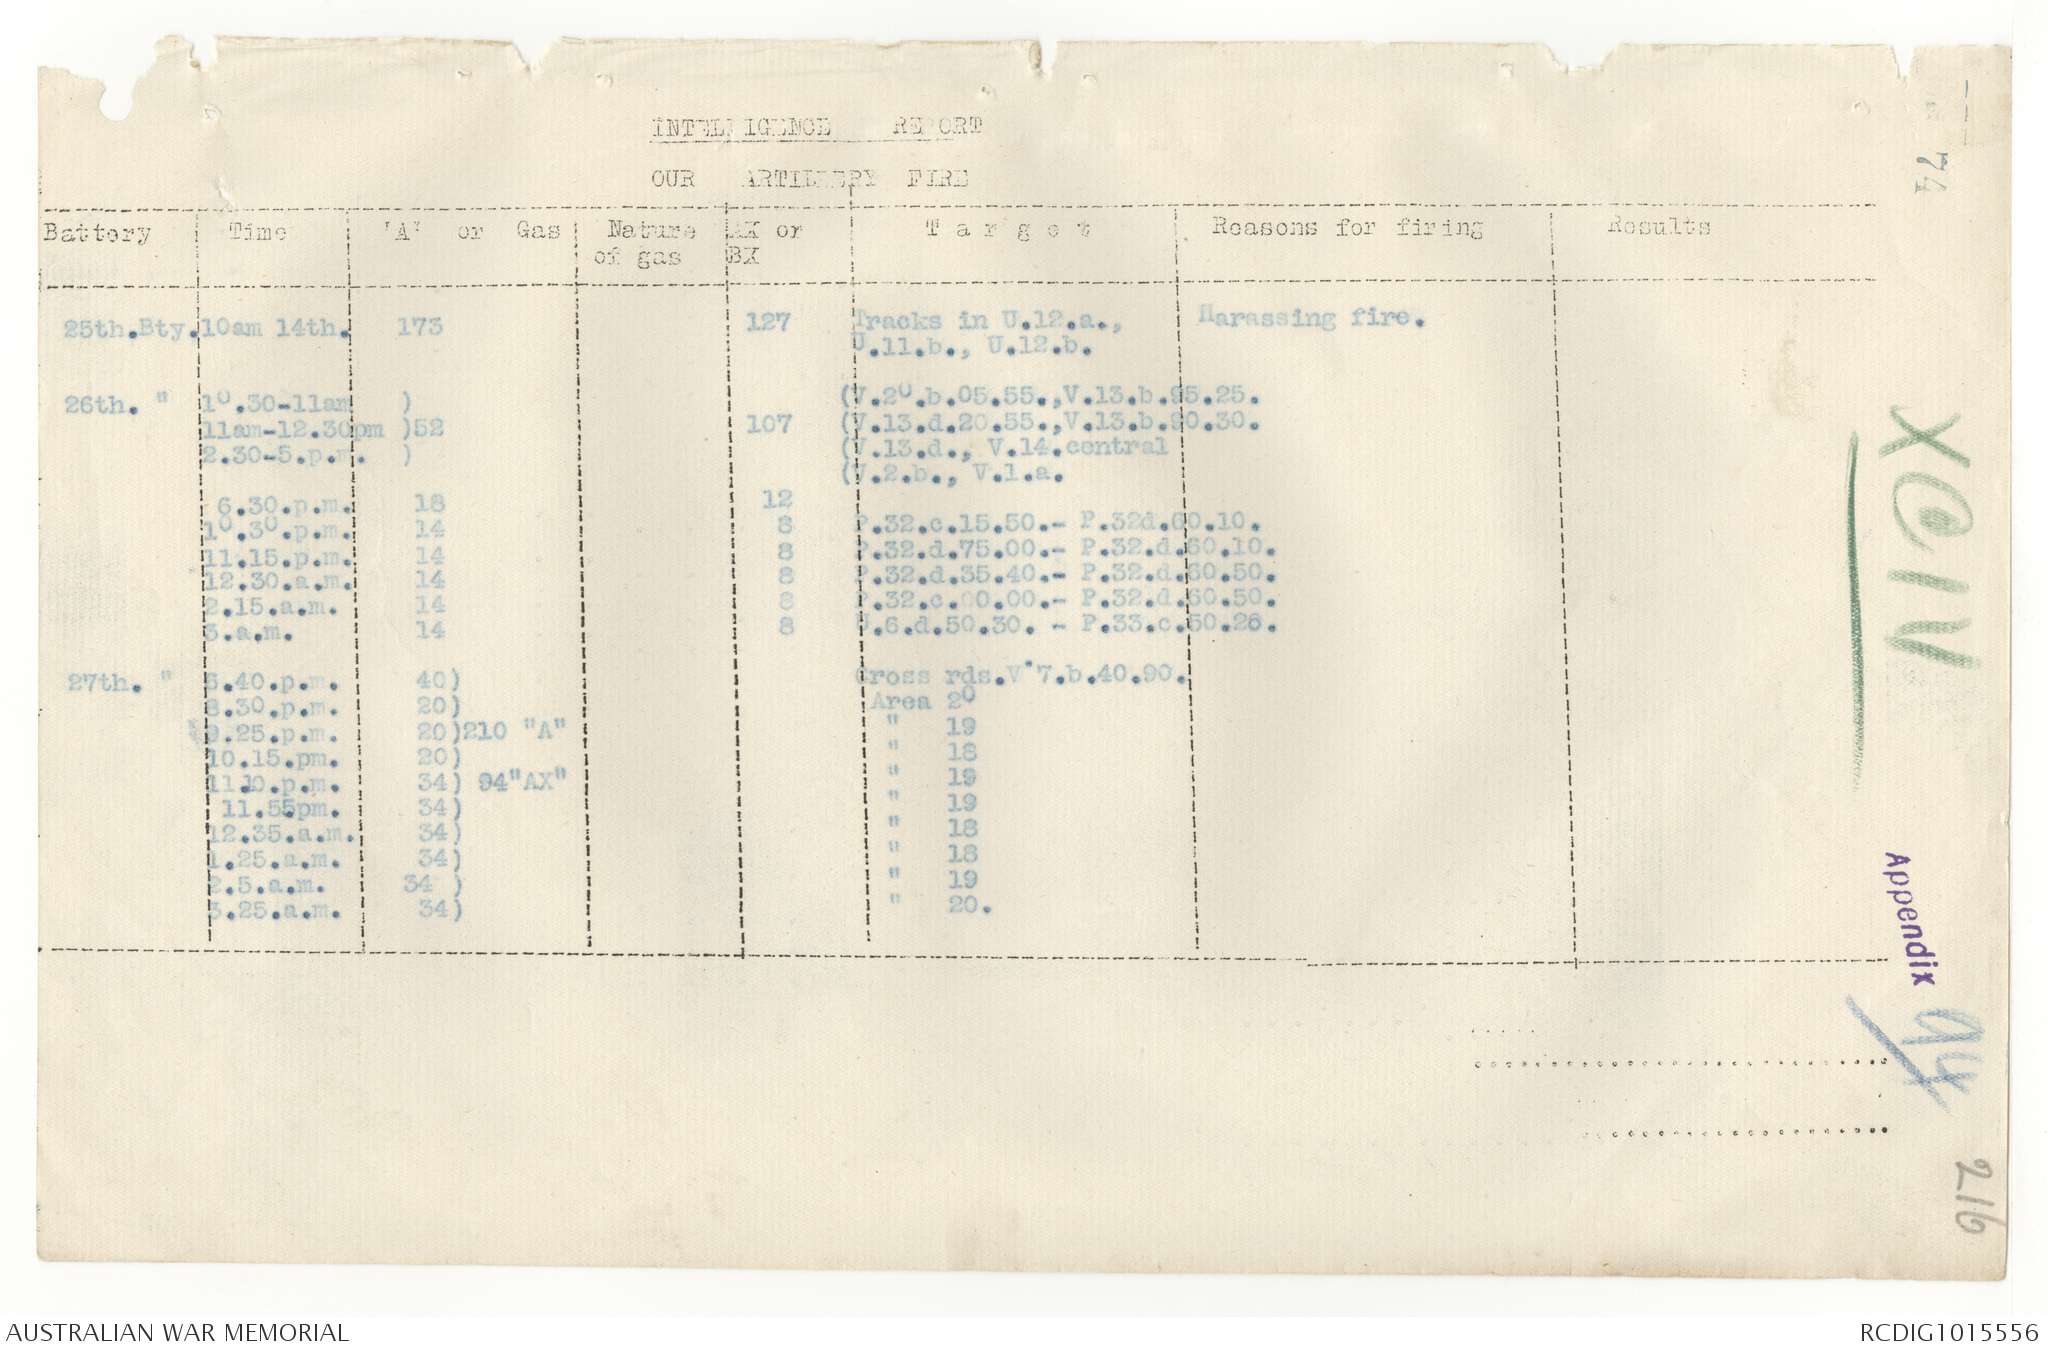 INTELLIGENCE REPORT
OUR ARTILLERY FIRE
Battery Time "A" or Gas Nature of gas AX or BX Target Reasons for firing Results
25th.Bty. 10am 14th. 173 127 Tracks in U.12.a., Harassing fire.
U.11.b., U.12.b.
26th. " 10.30-11am ) (V.20.b.05.55.,V.13.b.95.25.
11am-12.30pm )52 107 (V.13.d.20.55.,V.13.b.90.30.
2.30-5.p.m. ) (V.13.d., V.14.central
(V.2.b., V.1.a.
6.30.p.m. 18 12
10.30.p.m. 14 8 P.32.c.15.50.- P.32d.60.10.
11.15.p.m. 14 8 P.32.d.75.00.- P.32.d.60.10.
12.30.a.m. 14 8 P.32.d.35.40.- P.32.d.60.50.
2.15.a.m. 14 8 P.32.c.00.00.- P.32.d.60.50.
3.a.m. 14 8 U.6.d.50.30. - P.33.c.50.26.
27th. " 6.40.p.m. 40) Cross rds.V.7.b.40.90.
8.30.p.m. 20) Area 20
9.25.p.m. 20)210 "A" " 19
10.15.pm. 20) " 18
11.10.p.m. 34) 94"AX" " 19
11.55pm. 34) " 19
12.35.a.m. 34) " 18
1.25.a.m. 34) " 18
2.5.a.m. 34 ) " 19
3.25.a.m. 34) " 20.
74
Appendix
94
216
AUSTRALIAN WAR MEMORIAL
RCDIG1015556